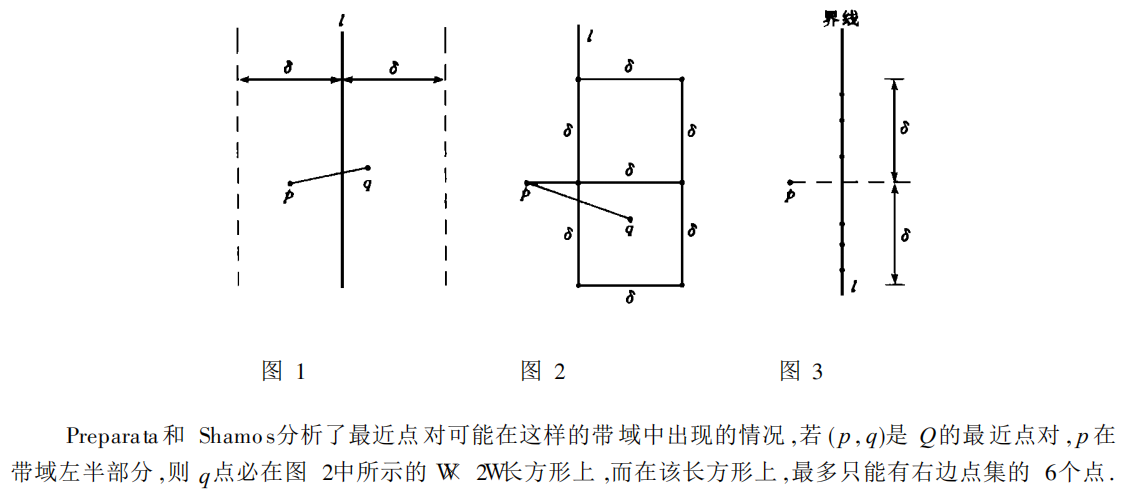 l
δ δ
p q
l
δ
δ δ
δ
p
q
δ δ
δ
界线
δ
p
δ
l
图 1 图 2 图 3
Preparata和 Shamos分析了最近点对可能在这样的带域中出现的情况,若(p,q)是 Q的最近点对,p在
带域左半部分,则q点必在图 2中所示的 W× 2W长方形上,而在该长方形上,最多只能有右边点集的 6个点.